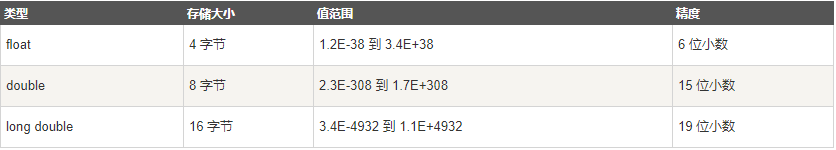 类型 存储大小 值范围 精度
float 4 字节 1.2E-38 到 3.4E+38 6 位小数
double 8 字节 2.3E-308 到 1.7E+308 15 位小数
long double 16 字节 3.4E-4932 到 1.1E+4932 19 位小数